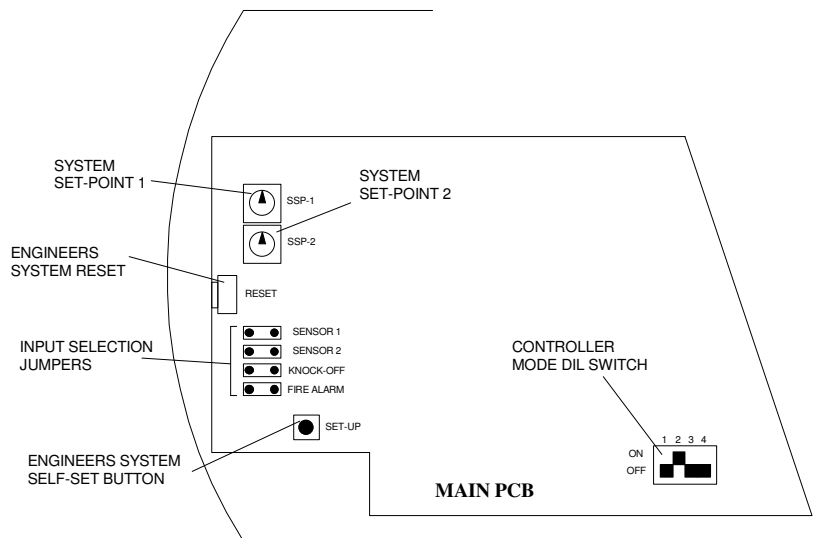 SYSTEM
SET-POINT 1
SYSTEM
SET-POINT 2
SSP-1
SSP-2
ENGINEERS
SYSTEM RESET
RESET
INPUT SELECTION
JUMPERS
SENSOR 1
SENSOR 2
KNOCK-OFF
FIRE ALARM
CONTROLLER
MODE DIL SWITCH
SET-UP
1 2 3 4
ON
OFF
ENGINEERS SYSTEM
SELF-SET BUTTON
MAIN PCB